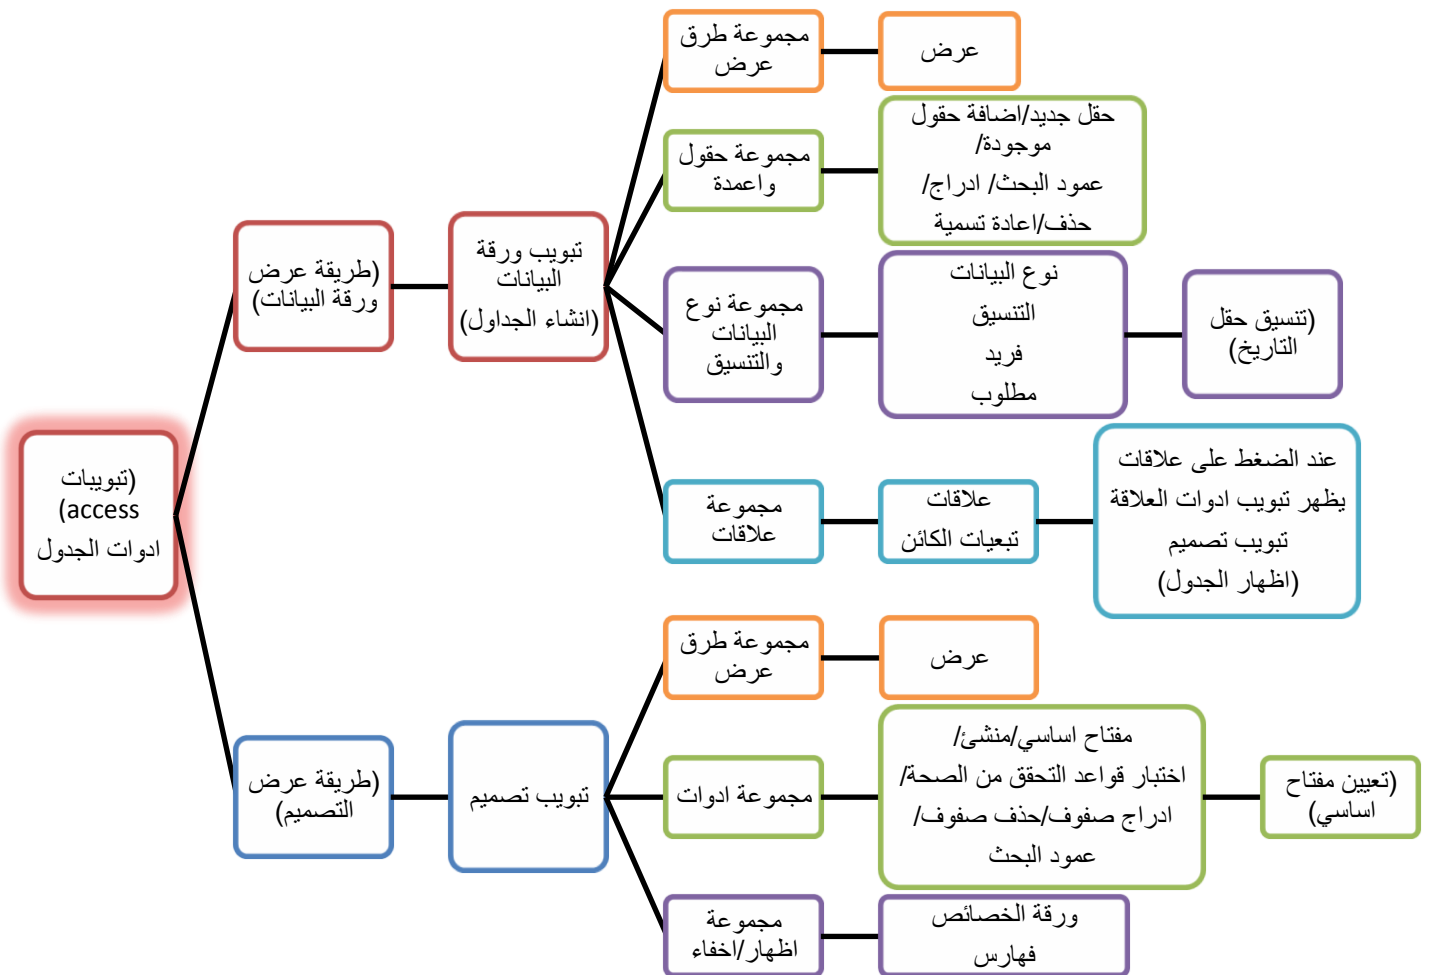 (تبويبات
access)
ادوات الجدول
(طريقة عرض
ورقة البيانات)
تبويب ورقة
البيانات
(انشاء الجداول)
مجموعة طرق
عرض
عرض
مجموعة حقول
واعمدة
حقل جديد/اضافة حقول
موجودة/
عمود البحث/ ادراج/
حذف/اعادة تسمية
مجموعة نوع
البيانات
والتنسيق
نوع البيانات
التنسيق
فريد
مطلوب
(تنسيق حقل
التاريخ)
مجموعة
علاقات
علاقات
تبعيات الكائن
عند الضغط على علاقات
يظهر تبويب ادوات العلاقة
تبويب تصميم
(اظهار الجدول)
(طريقة عرض
التصميم)
تبويب تصميم
مجموعة طرق
عرض
عرض
مجموعة ادوات
مفتاح اساسي/منشئ/
اختبار قواعد التحقق من الصحة/
ادراج صفوف/حذف صفوف/
عمود البحث
(تعيين مفتاح
اساسي)
مجموعة
اظهار/اخفاء
ورقة الخصائص
فهارس